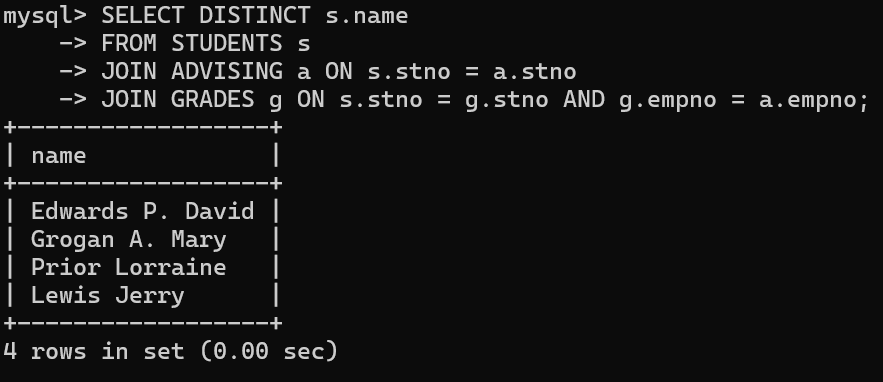 mysql> SELECT DISTINCT s.name
    -> FROM STUDENTS s
    -> JOIN ADVISING a ON s.stno = a.stno
    -> JOIN GRADES g ON s.stno = g.stno AND g.empno = a.empno;
+------------------+
| name             |
+------------------+
| Edwards P. David |
| Grogan A. Mary   |
| Prior Lorraine   |
| Lewis Jerry      |
+------------------+
4 rows in set (0.00 sec)